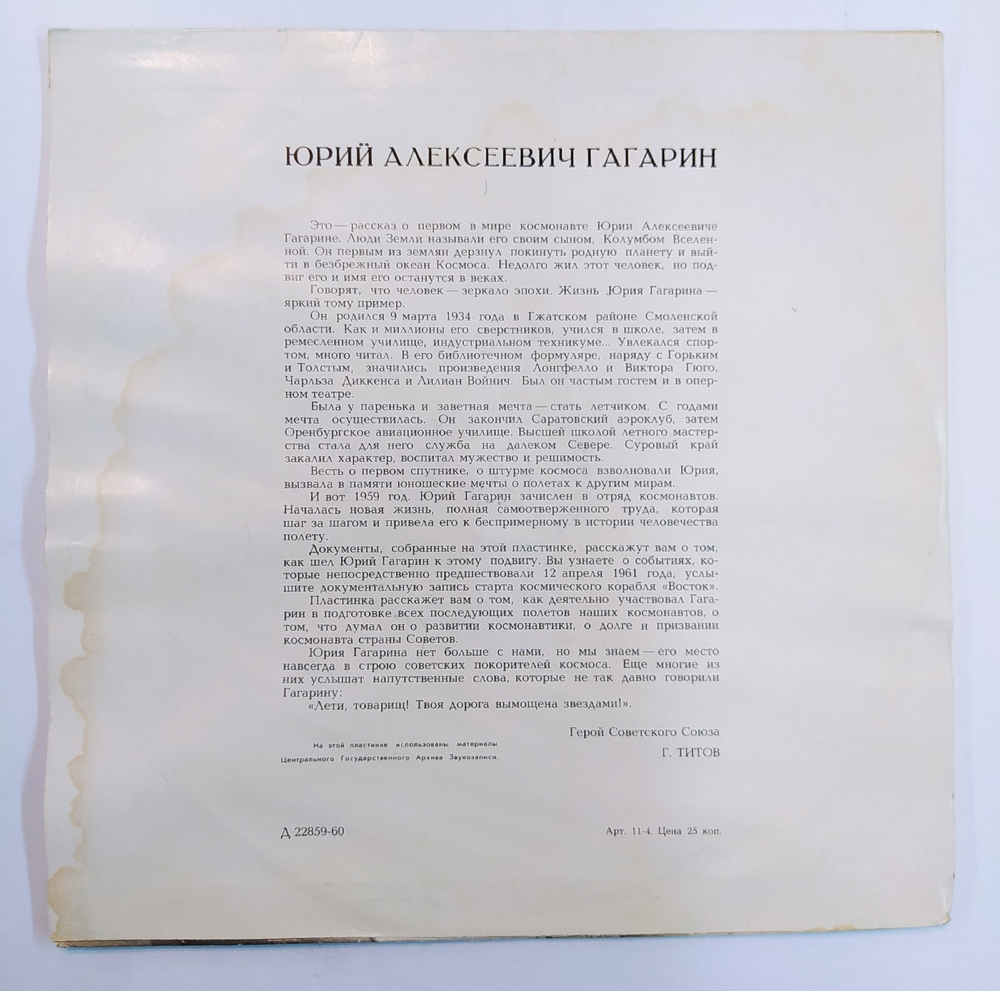 ЮРИЙ АЛЕКСЕЕВИЧ ГАГАРИН
Это — рассказ о первом в мире космонавте Юрии Алексеевиче
Гагарине. Люди Земли называли его своим сыном, Колумбом Вселен-
ной. Он первым из землян дерзнул покинуть родную планету и вый-
ти в безбрежный океан Космоса. Недолго жил этот человек, но под-
виг его и имя его останутся в веках.
Говорят, что человек — зеркало эпохи. Жизнь Юрия Гагарина —
яркий тому пример.
Он родился 9 марта 1934 года в Гжатском районе Смоленской
области. Как и миллионы его сверстников, учился в школе, затем в
ремесленном училище, индустриальном техникуме... Увлекался спор-
том, много читал. В его библиотечном формуляре, наряду с Горьким
и Толстым, значились произведения Лонгфелло и Виктора Гюго,
Чарльза Диккенса и Лилиан Войнич. Был он частым гостем и в опер-
ном театре.
Была у паренька и заветная мечта — стать летчиком. С годами
мечта осуществилась. Он закончил Саратовский аэроклуб, затем
Оренбургское авиационное училище. Высшей школой летного мастер-
ства стала для него служба на далеком Севере. Суровый край
закалил характер, воспитал мужество и решимость.
Весть о первом спутнике, о штурме космоса взволновали Юрия,
вызвала в памяти юношеские мечты о полетах к другим мирам.
И вот 1959 год. Юрий Гагарин зачислен в отряд космонавтов.
Началась новая жизнь, полная самоотверженного труда, которая
шаг за шагом и привела его к беспримерному в истории человечества
полету.
Документы, собранные на этой пластинке, расскажут вам о том,
как шел Юрий Гагарин к этому подвигу. Вы узнаете о событиях, ко-
торые непосредственно предшествовали 12 апреля 1961 года, услы-
шите документальную запись старта космического корабля «Восток».
Пластинка расскажет вам о том, как деятельно участвовал Гага-
рин в подготовке всех последующих полетов наших космонавтов, о
том, что думал он о развитии космонавтики, о долге и призвании
космонавта страны Советов.
Юрия Гагарина нет больше с нами, но мы знаем — его место
навсегда в строю советских покорителей космоса. Еще многие из
них услышат напутственные слова, которые не так давно говорили
Гагарину:
«Лети, товарищ! Твоя дорога вымощена звездами!».
Герой Советского Союза
Г. ТИТОВ
На этой пластинке использованы материалы
Центрального Государственного Архива Звукозаписи.
Д 22859-60
Арт. 11-4. Цена 25 коп.